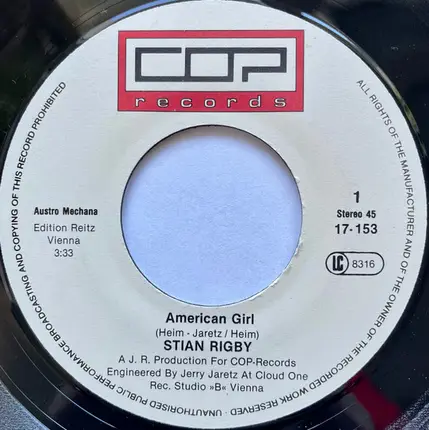 COP
records
Austro Mechana
Edition Reitz
Vienna
3:33
1
Stereo 45
17-153
LC 8316
American Girl
(Heim - Jaretz / Heim)
STIAN RIGBY
A J. R. Production For COP-Records
Engineered By Jerry Jaretz At Cloud One
Rec. Studio »B« Vienna
ALL RIGHTS OF THE MANUFACTURER AND OF THE OWNER OF THE RECORDED WORK RESERVED - UNAUTHORISED PUBLIC PERFORMANCE BROADCASTING AND COPYING OF THIS RECORD PROHIBITED